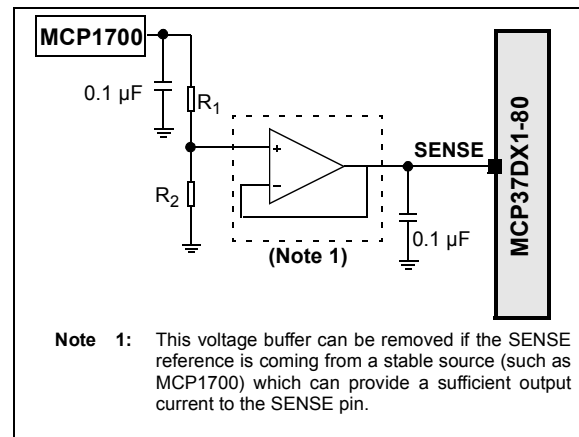 MCP1700
0.1 µF
R1
R2
+
–
(Note 1)
SENSE
0.1 µF
MCP37DX1-80
Note 1: This voltage buffer can be removed if the SENSE
reference is coming from a stable source (such as
MCP1700) which can provide a sufficient output
current to the SENSE pin.